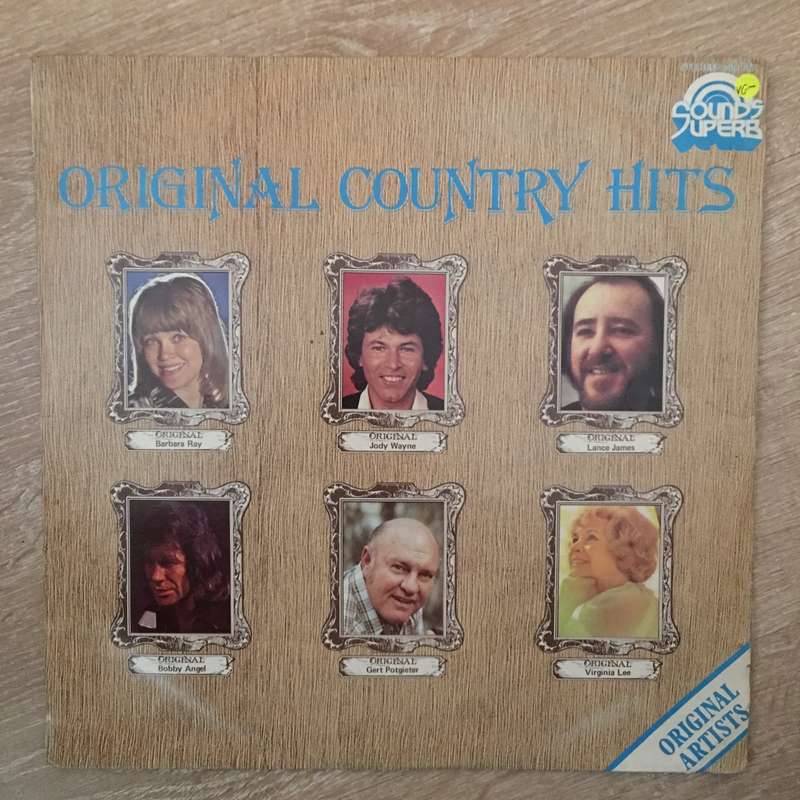 VG-
SOUNDS
SUPERB
ORIGINAL COUNTRY HITS
ORIGINAL
Barbara Ray
ORIGINAL
Jody Wayne
ORIGINAL
Lance James
ORIGINAL
Bobby Angel
ORIGINAL
Gert Potgieter
ORIGINAL
Virginia Lee
ORIGINAL
ARTISTS